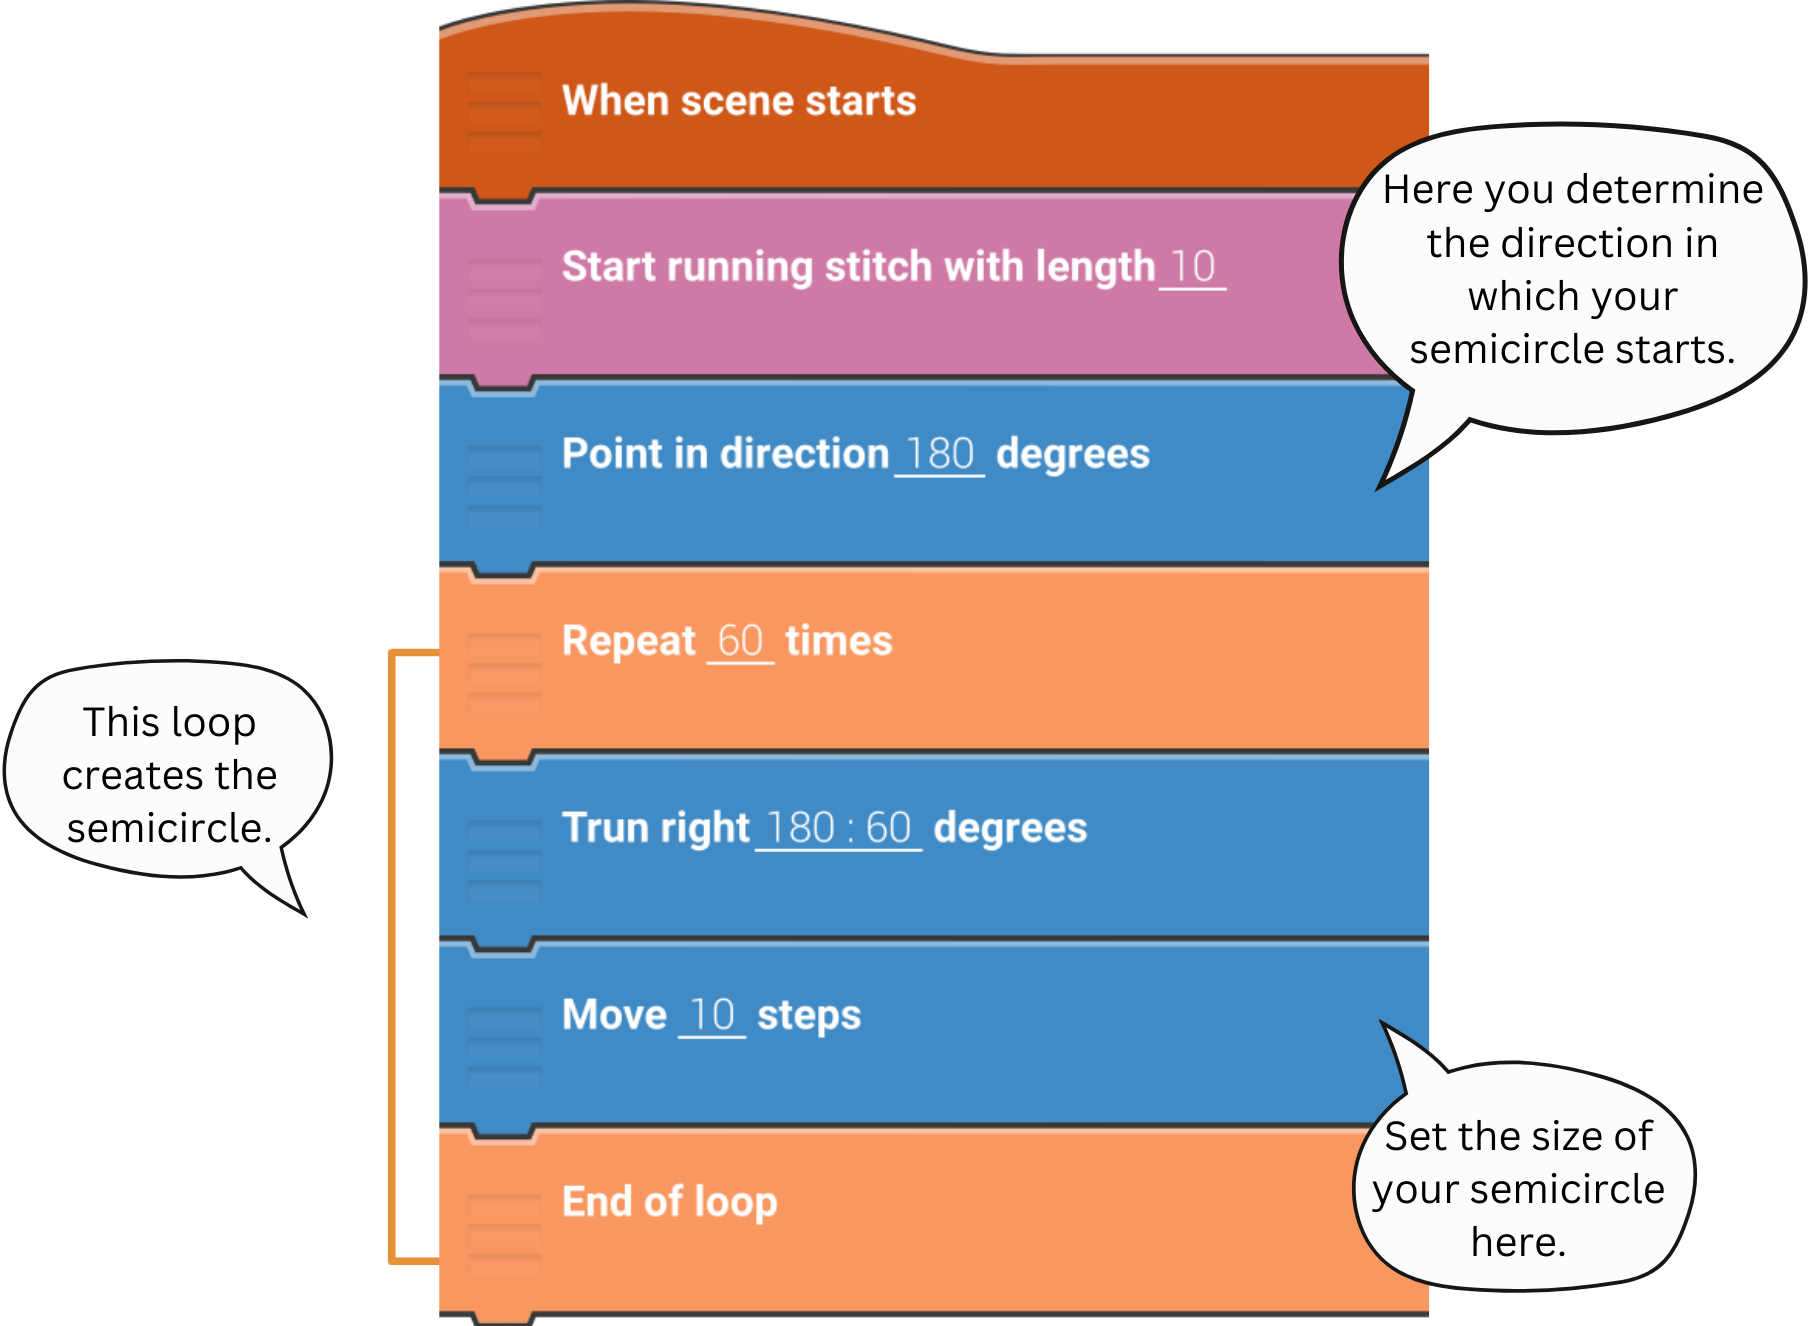 When scene starts
Start running stitch with length 10
Here you determine
the direction in
which your
semicircle starts.
Point in direction 180 degrees
Repeat 60 times
This loop
creates the
semicircle.
Trun right 180 : 60 degrees
Move 10 steps
Set the size of
your semicircle
here.
End of loop